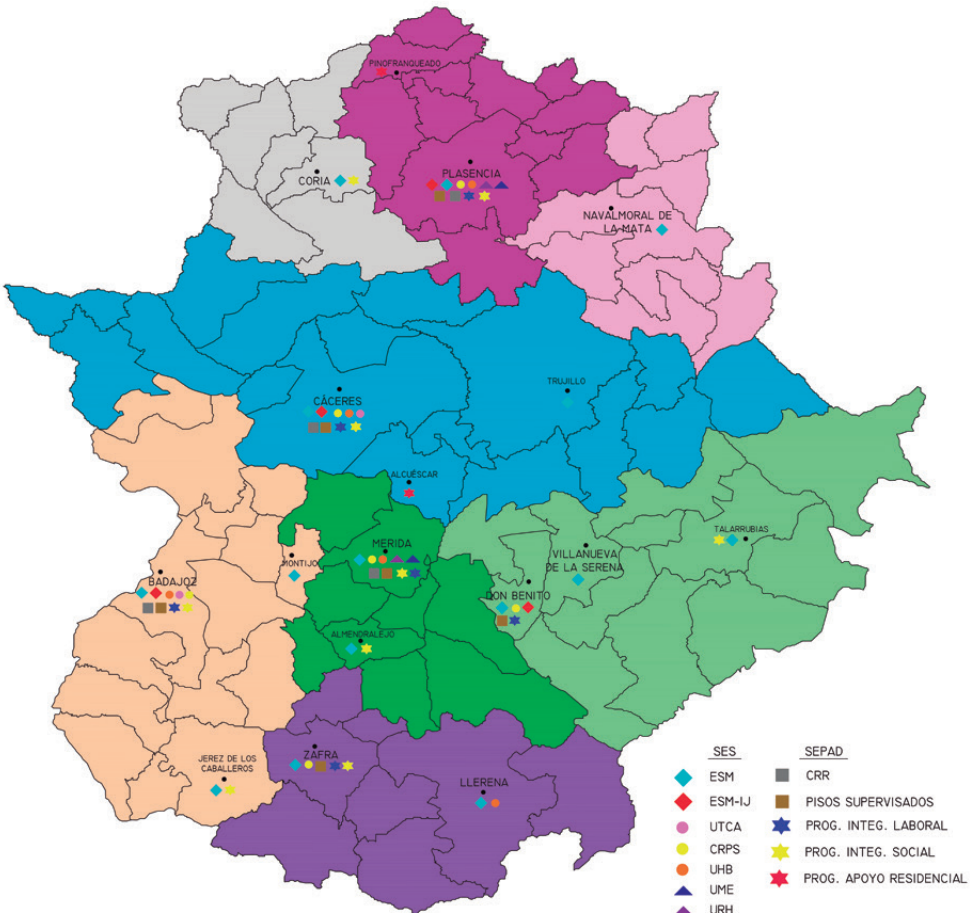 PINOFRANQUEADO
PLASENCIA
CORIA
NAVALMORAL DE
LA MATA
TRUJILLO
CÁCERES
ALCUÉSCAR
TALARRUBIAS
MERIDA
VILLANUEVA
DE LA SERENA
MONTIJO
BADAJOZ
DON BENITO
ALMENDRALEJO
ZAFRA
JEREZ DE LOS
CABALLEROS
LLERENA
SES
ESM
ESM-IJ
UTCA
CRPS
UHB
UME
URH
SEPAD
CRR
PISOS SUPERVISADOS
PROG. INTEG. LABORAL
PROG. INTEG. SOCIAL
PROG. APOYO RESIDENCIAL